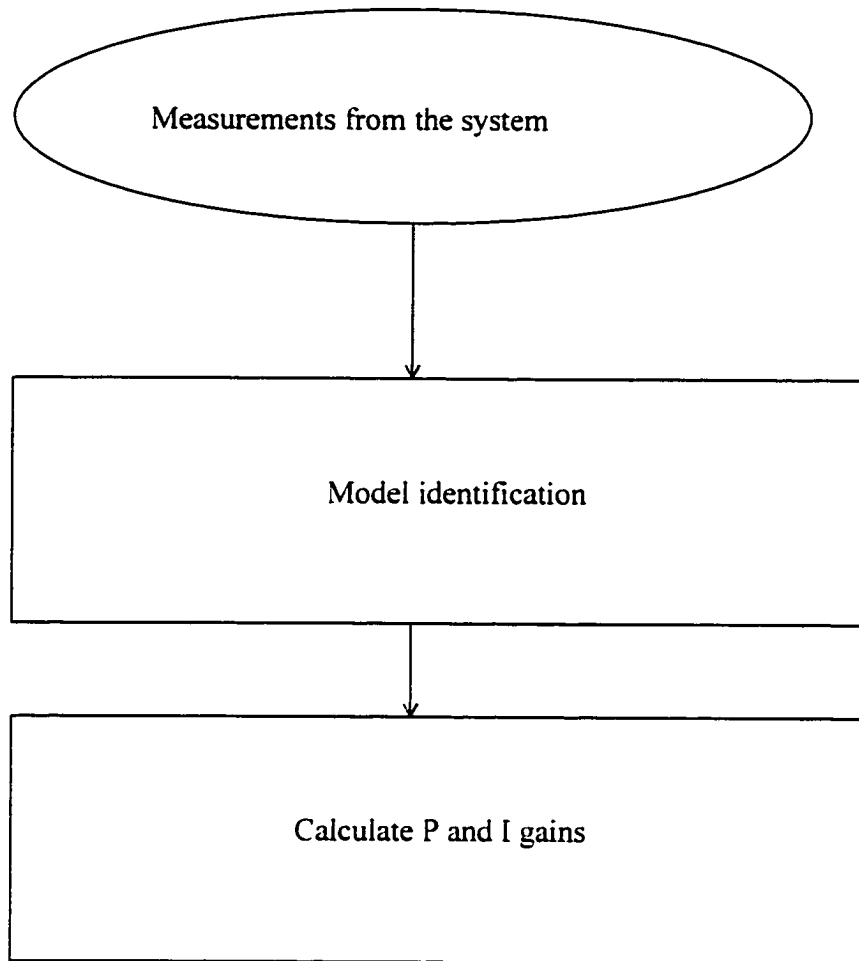 Measurements from the system
Model identification
Calculate P and I gains